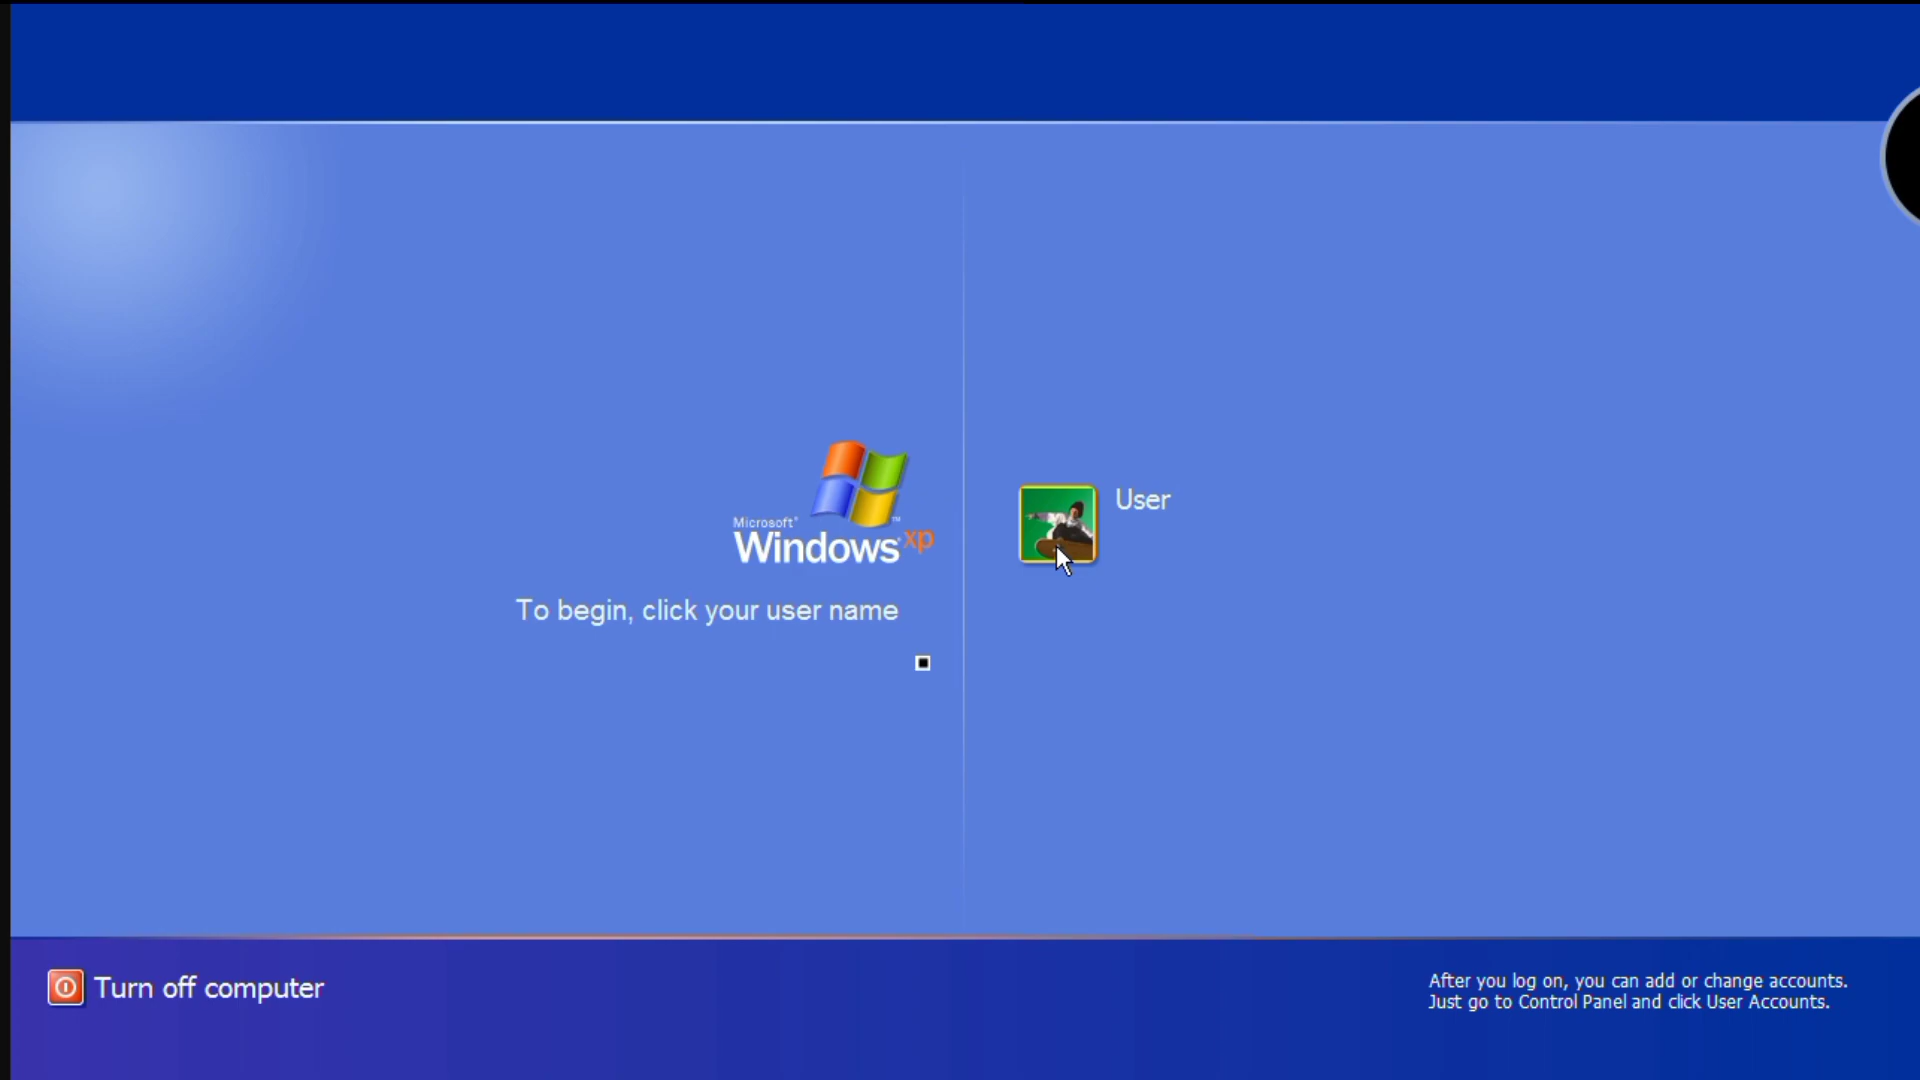 Microsoft®
Windows® xp™
To begin, click your user name
User
Turn off computer
After you log on, you can add or change accounts.
Just go to Control Panel and click User Accounts.